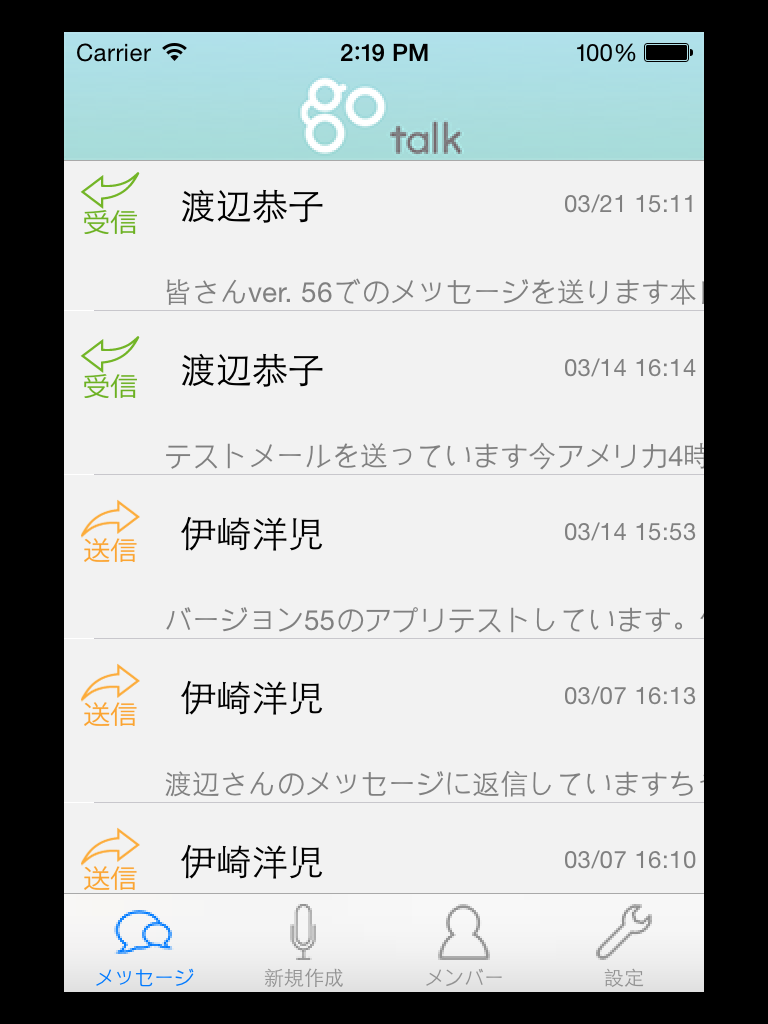 Carrier 2:19 PM 100%
go talk
受信 渡辺恭子 03/21 15:11
皆さんver. 56でのメッセージを送ります本
受信 渡辺恭子 03/14 16:14
テストメールを送っています今アメリカ4時
送信 伊崎洋児 03/14 15:53
バージョン55のアプリテストしています。
送信 伊崎洋児 03/07 16:13
渡辺さんのメッセージに返信していますち
送信 伊崎洋児 03/07 16:10
メッセージ 新規作成 メンバー 設定